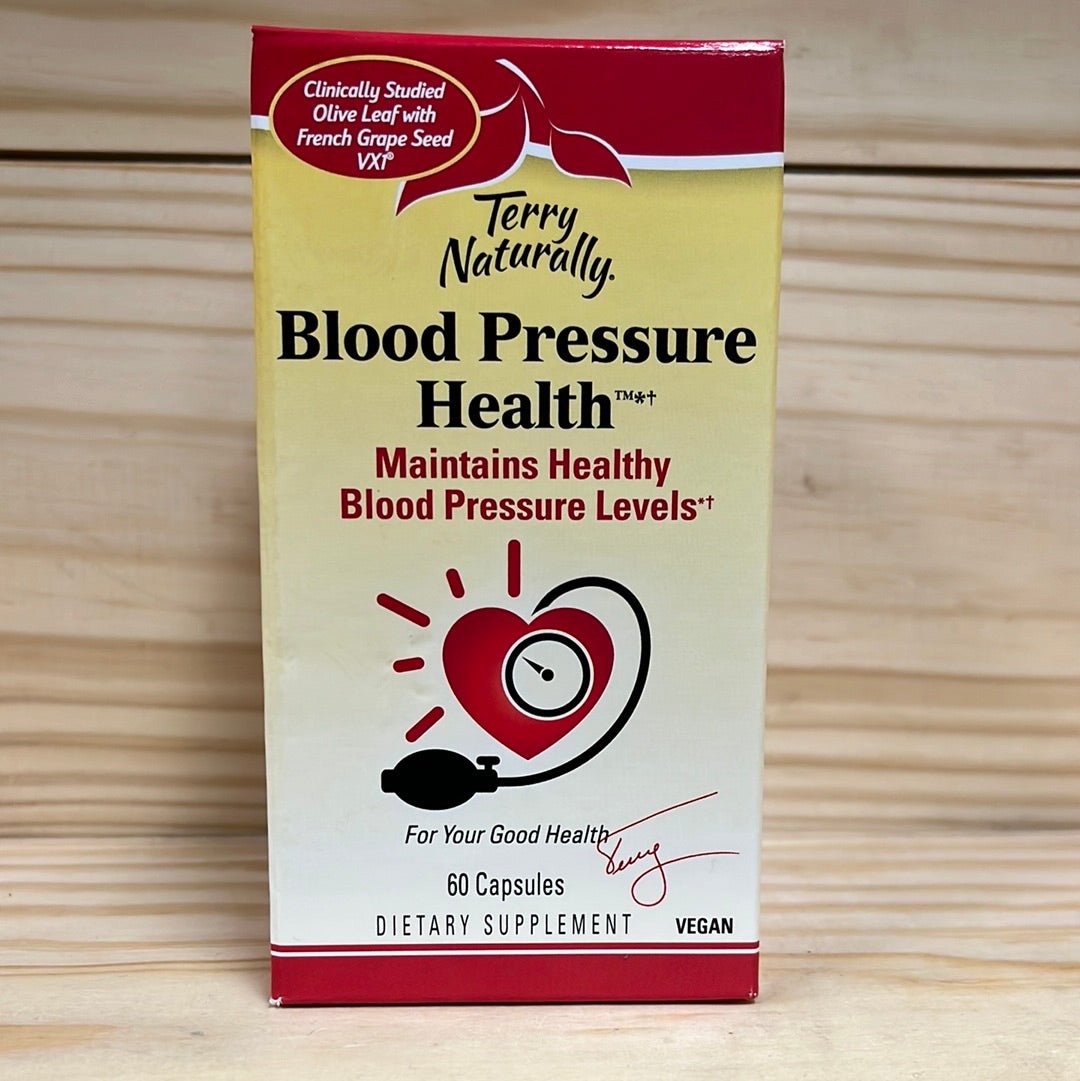 Clinically Studied
Olive Leaf with
French Grape Seed
VX1®
Terry
Naturally.
Blood Pressure
Health™*†
Maintains Healthy
Blood Pressure Levels*†
For Your Good Health
Terry
60 Capsules
DIETARY SUPPLEMENT
VEGAN